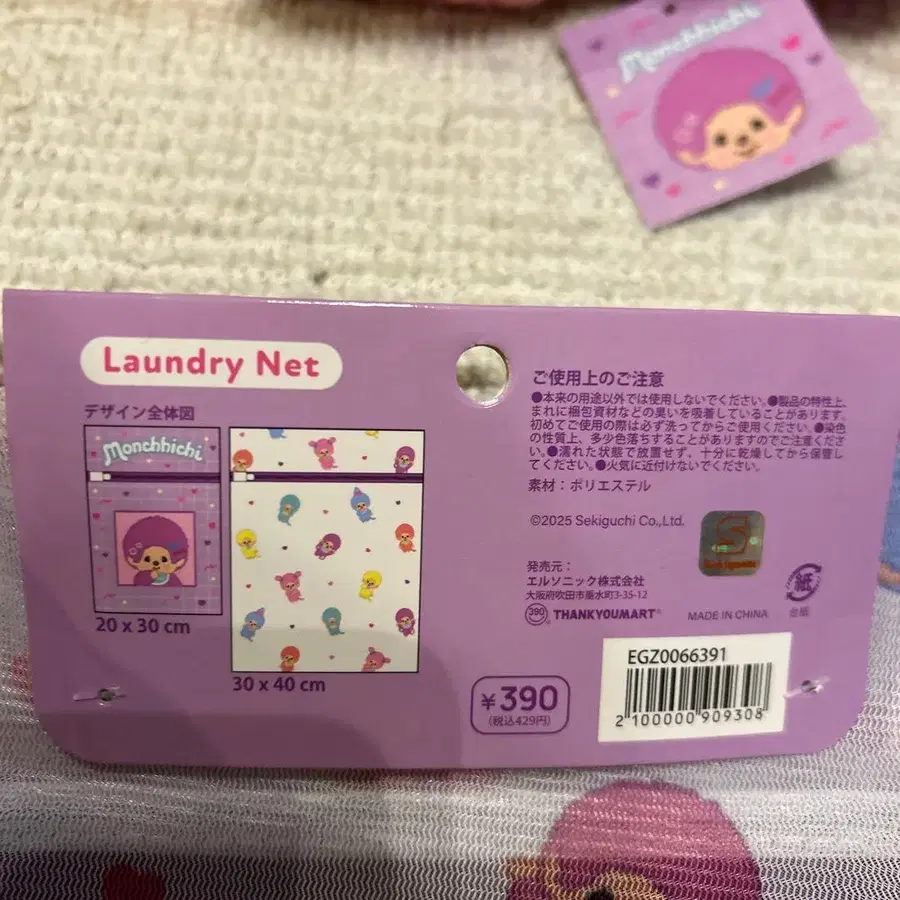 Monchhichi
Laundry Net
デザイン全体図
Monchhichi
20 x 30 cm
30 x 40 cm
ご使用上のご注意
●本来の用途以外では使用しないでください。●製品の特性上、
まれに梱包資材などの臭いを吸着していることがあります。
初めてご使用の際は必ず洗ってからご使用ください。●染色
の性質上、多少色落ちすることがありますのでご注意くださ
い。●濡れた状態で放置せず、十分に乾燥してから保管し
てください。●火気に近付けないでください。
素材：ポリエステル
©2025 Sekiguchi Co.,Ltd.
S
発売元：
エルソニック株式会社
大阪府吹田市垂水町3-35-12
390 THANKYOUMART®
MADE IN CHINA
紙
台紙
¥390
(税込429円)
EGZ0066391
2 100000 909308